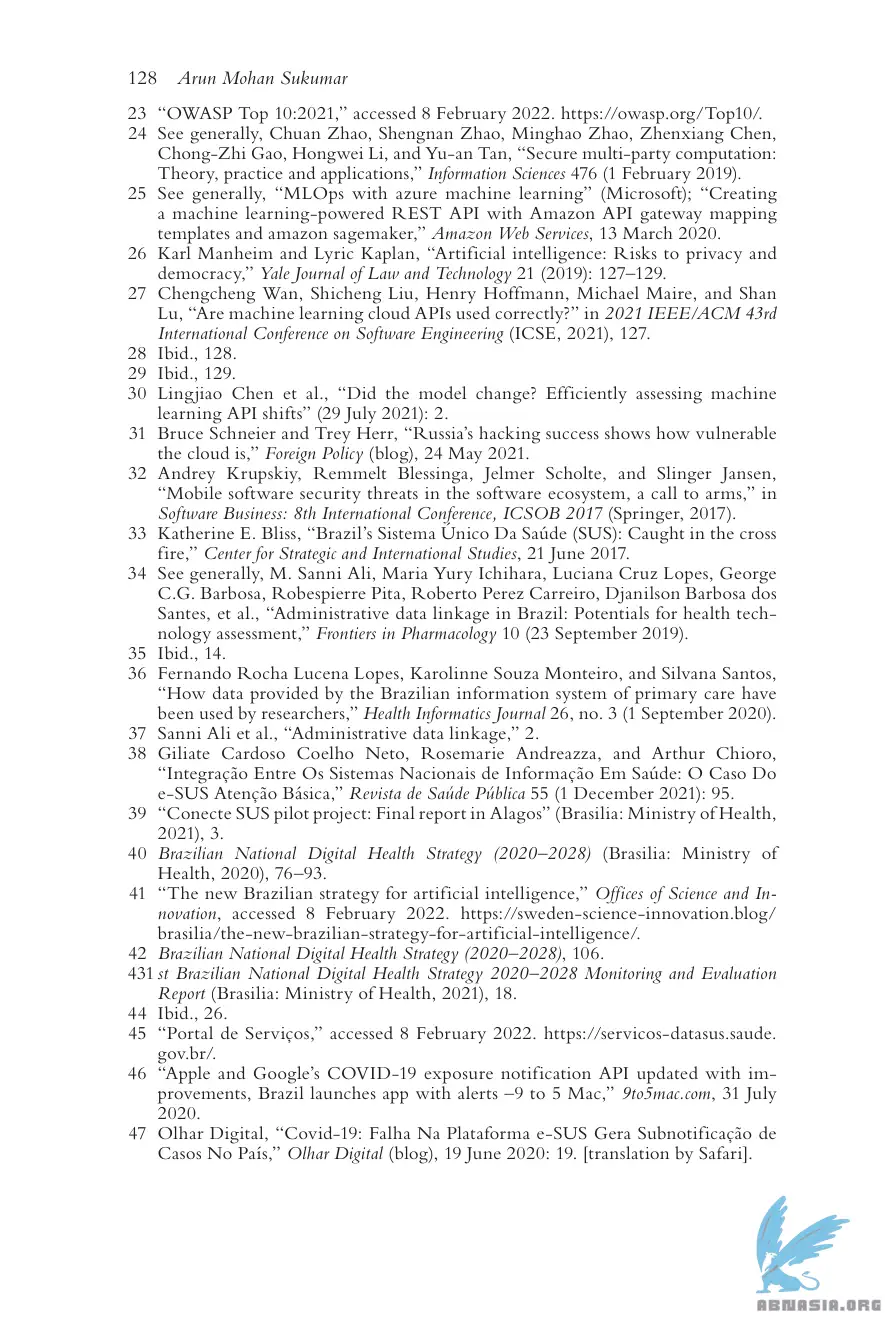 128 Arun Mohan Sukumar
23 “OWASP Top 10:2021,” accessed 8 February 2022. https://owasp.org/Top10/.
24 See generally, Chuan Zhao, Shengnan Zhao, Minghao Zhao, Zhenxiang Chen,
Chong-Zhi Gao, Hongwei Li, and Yu-an Tan, “Secure multi-party computation:
Theory, practice and applications,” Information Sciences 476 (1 February 2019).
25 See generally, “MLOps with azure machine learning” (Microsoft); “Creating
a machine learning-powered REST API with Amazon API gateway mapping
templates and amazon sagemaker,” Amazon Web Services, 13 March 2020.
26 Karl Manheim and Lyric Kaplan, “Artificial intelligence: Risks to privacy and
democracy,” Yale Journal of Law and Technology 21 (2019): 127–129.
27 Chengcheng Wan, Shicheng Liu, Henry Hoffmann, Michael Maire, and Shan
Lu, “Are machine learning cloud APIs used correctly?” in 2021 IEEE/ACM 43rd
International Conference on Software Engineering (ICSE, 2021), 127.
28 Ibid., 128.
29 Ibid., 129.
30 Lingjiao Chen et al., “Did the model change? Efficiently assessing machine
learning API shifts” (29 July 2021): 2.
31 Bruce Schneier and Trey Herr, “Russia’s hacking success shows how vulnerable
the cloud is,” Foreign Policy (blog), 24 May 2021.
32 Andrey Krupskiy, Remmelt Blessinga, Jelmer Scholte, and Slinger Jansen,
“Mobile software security threats in the software ecosystem, a call to arms,” in
Software Business: 8th International Conference, ICSOB 2017 (Springer, 2017).
33 Katherine E. Bliss, “Brazil’s Sistema Único Da Saúde (SUS): Caught in the cross
fire,” Center for Strategic and International Studies, 21 June 2017.
34 See generally, M. Sanni Ali, Maria Yury Ichihara, Luciana Cruz Lopes, George
C.G. Barbosa, Robespierre Pita, Roberto Perez Carreiro, Djanilson Barbosa dos
Santos, et al., “Administrative data linkage in Brazil: Potentials for health tech-
nology assessment,” Frontiers in Pharmacology 10 (23 September 2019).
35 Ibid., 14.
36 Fernando Rocha Lucena Lopes, Karolinne Souza Monteiro, and Silvana Santos,
“How data provided by the Brazilian information system of primary care have
been used by researchers,” Health Informatics Journal 26, no. 3 (1 September 2020).
37 Sanni Ali et al., “Administrative data linkage,” 2.
38 Giliate Cardoso Coelho Neto, Rosemarie Andreazza, and Arthur Chioro,
“Integração Entre Os Sistemas Nacionais de Informação Em Saúde: O Caso Do
e-SUS Atenção Básica,” Revista de Saúde Pública 55 (1 December 2021): 95.
39 “Conecte SUS pilot project: Final report in Alagos” (Brasilia: Ministry of Health,
2021), 3.
40 Brazilian National Digital Health Strategy (2020–2028) (Brasilia: Ministry of
Health, 2020), 76–93.
41 “The new Brazilian strategy for artificial intelligence,” Offices of Science and In-
novation, accessed 8 February 2022. https://sweden-science-innovation.blog/
brasilia/the-new-brazilian-strategy-for-artificial-intelligence/.
42 Brazilian National Digital Health Strategy (2020–2028), 106.
431 st Brazilian National Digital Health Strategy 2020–2028 Monitoring and Evaluation
Report (Brasilia: Ministry of Health, 2021), 18.
44 Ibid., 26.
45 “Portal de Serviços,” accessed 8 February 2022. https://servicos-datasus.saude.
gov.br/.
46 “Apple and Google’s COVID-19 exposure notification API updated with im-
provements, Brazil launches app with alerts –9 to 5 Mac,” 9to5mac.com, 31 July
2020.
47 Olhar Digital, “Covid-19: Falha Na Plataforma e-SUS Gera Subnotificação de
Casos No País,” Olhar Digital (blog), 19 June 2020: 19. [translation by Safari].
ABNASIA.ORG